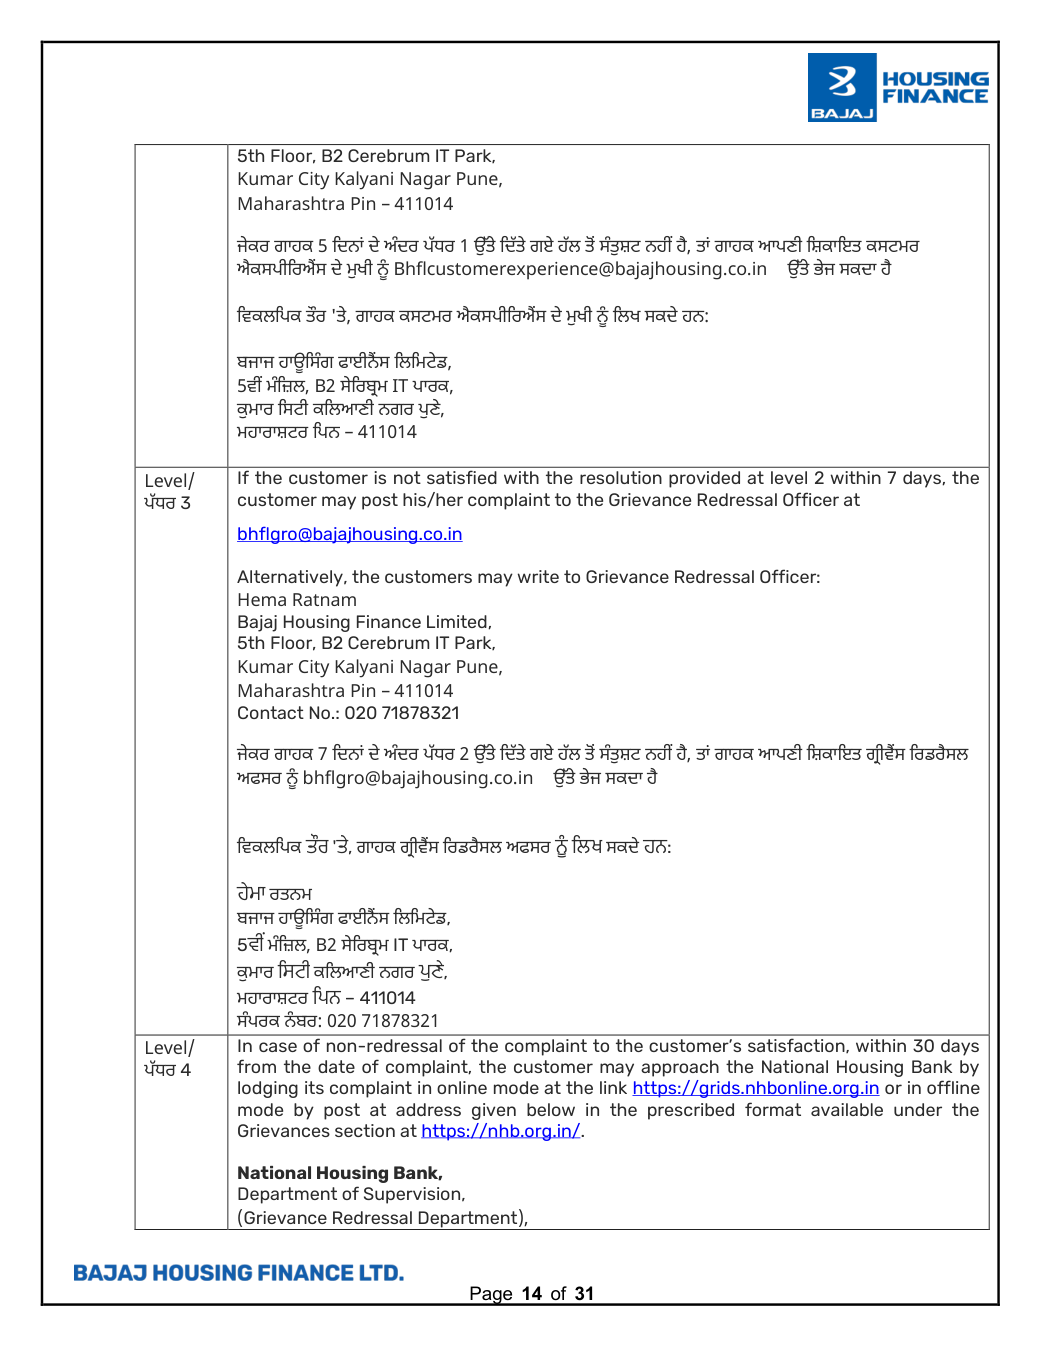 BAJAJ
HOUSING
FINANCE
5th Floor, B2 Cerebrum IT Park,
Kumar City Kalyani Nagar Pune,
Maharashtra Pin – 411014
ਜੇਕਰ ਗਾਹਕ 5 ਦਿਨਾਂ ਦੇ ਅੰਦਰ ਪੱਧਰ 1 ਉੱਤੇ ਦਿੱਤੇ ਗਏ ਹੱਲ ਤੋਂ ਸੰਤੁਸ਼ਟ ਨਹੀਂ ਹੈ, ਤਾਂ ਗਾਹਕ ਆਪਣੀ ਸ਼ਿਕਾਇਤ ਕਸਟਮਰ
ਐਕਸਪੀਰਿਐਂਸ ਦੇ ਮੁਖੀ ਨੂੰ Bhflcustomerexperience@bajajhousing.co.in ਉੱਤੇ ਭੇਜ ਸਕਦਾ ਹੈ
ਵਿਕਲਪਿਕ ਤੌਰ 'ਤੇ, ਗਾਹਕ ਕਸਟਮਰ ਐਕਸਪੀਰਿਐਂਸ ਦੇ ਮੁਖੀ ਨੂੰ ਲਿਖ ਸਕਦੇ ਹਨ:
ਬਜਾਜ ਹਾਊਸਿੰਗ ਫਾਈਨੈਂਸ ਲਿਮਿਟੇਡ,
5ਵੀਂ ਮੰਜ਼ਿਲ, B2 ਸੇਰਿਬ੍ਰਮ IT ਪਾਰਕ,
ਕੁਮਾਰ ਸਿਟੀ ਕਲਿਆਣੀ ਨਗਰ ਪੁਣੇ,
ਮਹਾਰਾਸ਼ਟਰ ਪਿਨ – 411014
Level/
ਪੱਧਰ 3
If the customer is not satisfied with the resolution provided at level 2 within 7 days, the
customer may post his/her complaint to the Grievance Redressal Officer at
bhflgro@bajajhousing.co.in
Alternatively, the customers may write to Grievance Redressal Officer:
Hema Ratnam
Bajaj Housing Finance Limited,
5th Floor, B2 Cerebrum IT Park,
Kumar City Kalyani Nagar Pune,
Maharashtra Pin – 411014
Contact No.: 020 71878321
ਜੇਕਰ ਗਾਹਕ 7 ਦਿਨਾਂ ਦੇ ਅੰਦਰ ਪੱਧਰ 2 ਉੱਤੇ ਦਿੱਤੇ ਗਏ ਹੱਲ ਤੋਂ ਸੰਤੁਸ਼ਟ ਨਹੀਂ ਹੈ, ਤਾਂ ਗਾਹਕ ਆਪਣੀ ਸ਼ਿਕਾਇਤ ਗ੍ਰੀਵੈਂਸ ਰਿਡਰੈਸਲ
ਅਫਸਰ ਨੂੰ bhflgro@bajajhousing.co.in ਉੱਤੇ ਭੇਜ ਸਕਦਾ ਹੈ
ਵਿਕਲਪਿਕ ਤੌਰ 'ਤੇ, ਗਾਹਕ ਗ੍ਰੀਵੈਂਸ ਰਿਡਰੈਸਲ ਅਫਸਰ ਨੂੰ ਲਿਖ ਸਕਦੇ ਹਨ:
ਹੇਮਾ ਰਤਨਮ
ਬਜਾਜ ਹਾਊਸਿੰਗ ਫਾਈਨੈਂਸ ਲਿਮਿਟੇਡ,
5ਵੀਂ ਮੰਜ਼ਿਲ, B2 ਸੇਰਿਬ੍ਰਮ IT ਪਾਰਕ,
ਕੁਮਾਰ ਸਿਟੀ ਕਲਿਆਣੀ ਨਗਰ ਪੁਣੇ,
ਮਹਾਰਾਸ਼ਟਰ ਪਿਨ – 411014
ਸੰਪਰਕ ਨੰਬਰ: 020 71878321
Level/
ਪੱਧਰ 4
In case of non-redressal of the complaint to the customer’s satisfaction, within 30 days
from the date of complaint, the customer may approach the National Housing Bank by
lodging its complaint in online mode at the link https://grids.nhbonline.org.in or in offline
mode by post at address given below in the prescribed format available under the
Grievances section at https://nhb.org.in/.
National Housing Bank,
Department of Supervision,
(Grievance Redressal Department),
BAJAJ HOUSING FINANCE LTD.
Page 14 of 31